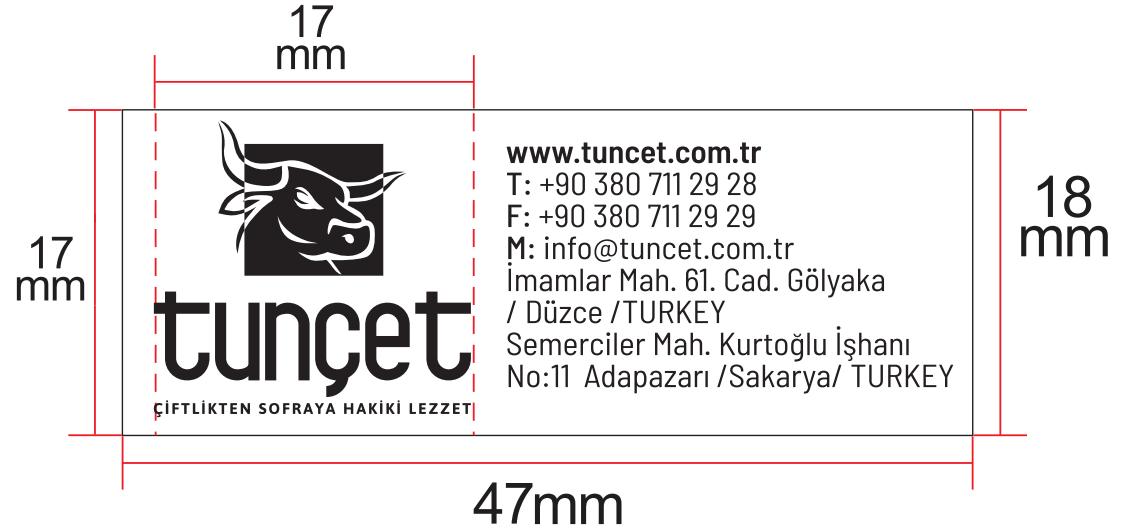 17
mm
17
mm
tunçet
ÇİFTLİKTEN SOFRAYA HAKİKİ LEZZET
www.tuncet.com.tr
T: +90 380 711 29 28
F: +90 380 711 29 29
M: info@tuncet.com.tr
İmamlar Mah. 61. Cad. Gölyaka
/ Düzce /TURKEY
Semerciler Mah. Kurtoğlu İşhanı
No:11 Adapazarı /Sakarya/ TURKEY
18
mm
47mm